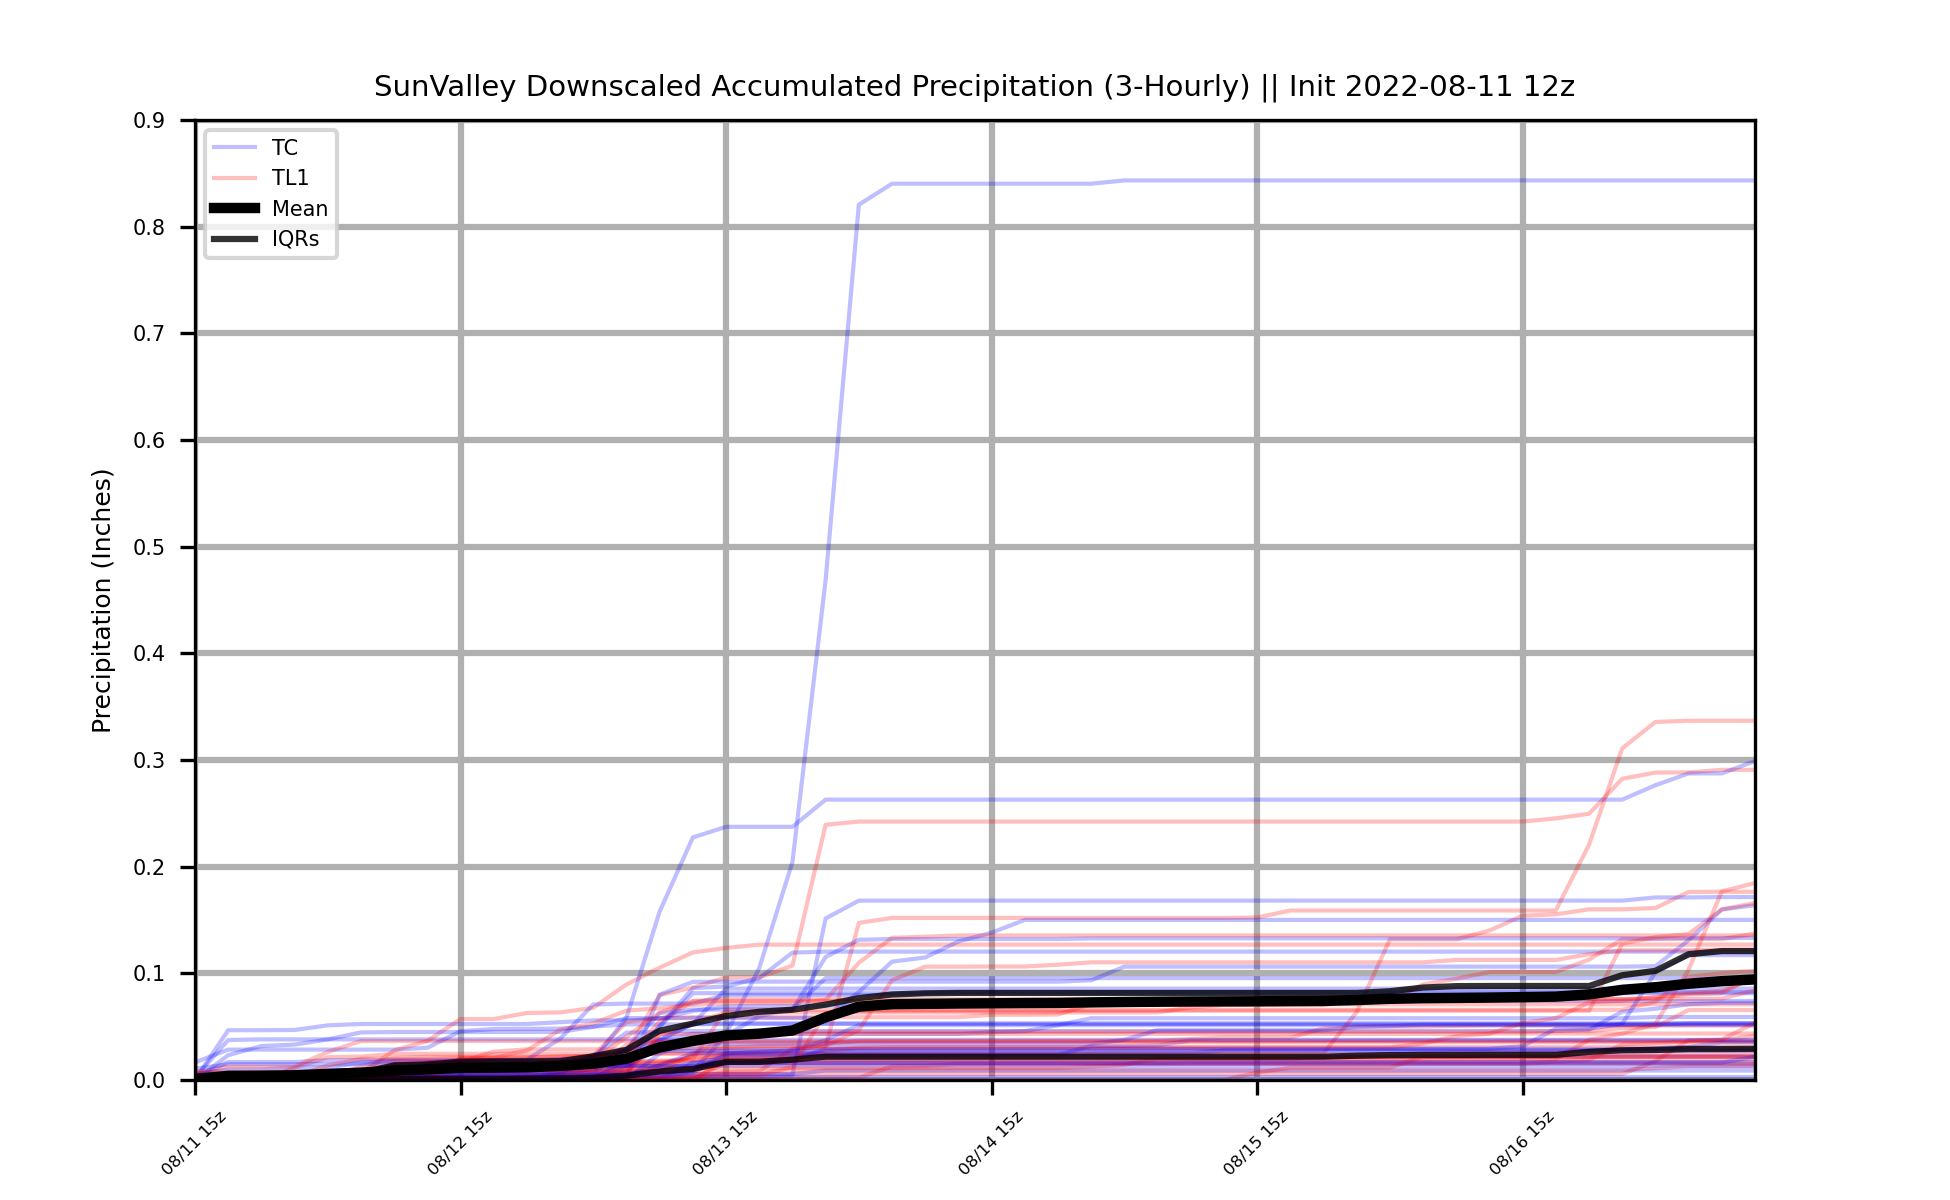 SunValley Downscaled Accumulated Precipitation (3-Hourly) || Init 2022-08-11 12z
TC
TL1
Mean
IQRs
Precipitation (Inches)
0.9
0.8
0.7
0.6
0.5
0.4
0.3
0.2
0.1
0.0
08/11 15z
08/12 15z
08/13 15z
08/14 15z
08/15 15z
08/16 15z